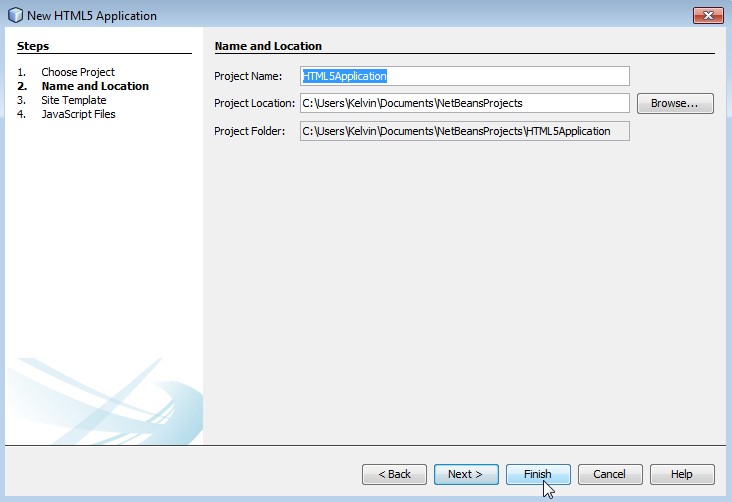 New HTML5 Application
Steps
1. Choose Project
2. Name and Location
3. Site Template
4. JavaScript Files
Name and Location
Project Name: HTML5Application
Project Location: C:\Users\Kelvin\Documents\NetBeansProjects Browse...
Project Folder: C:\Users\Kelvin\Documents\NetBeansProjects\HTML5Application
< Back Next > Finish Cancel Help